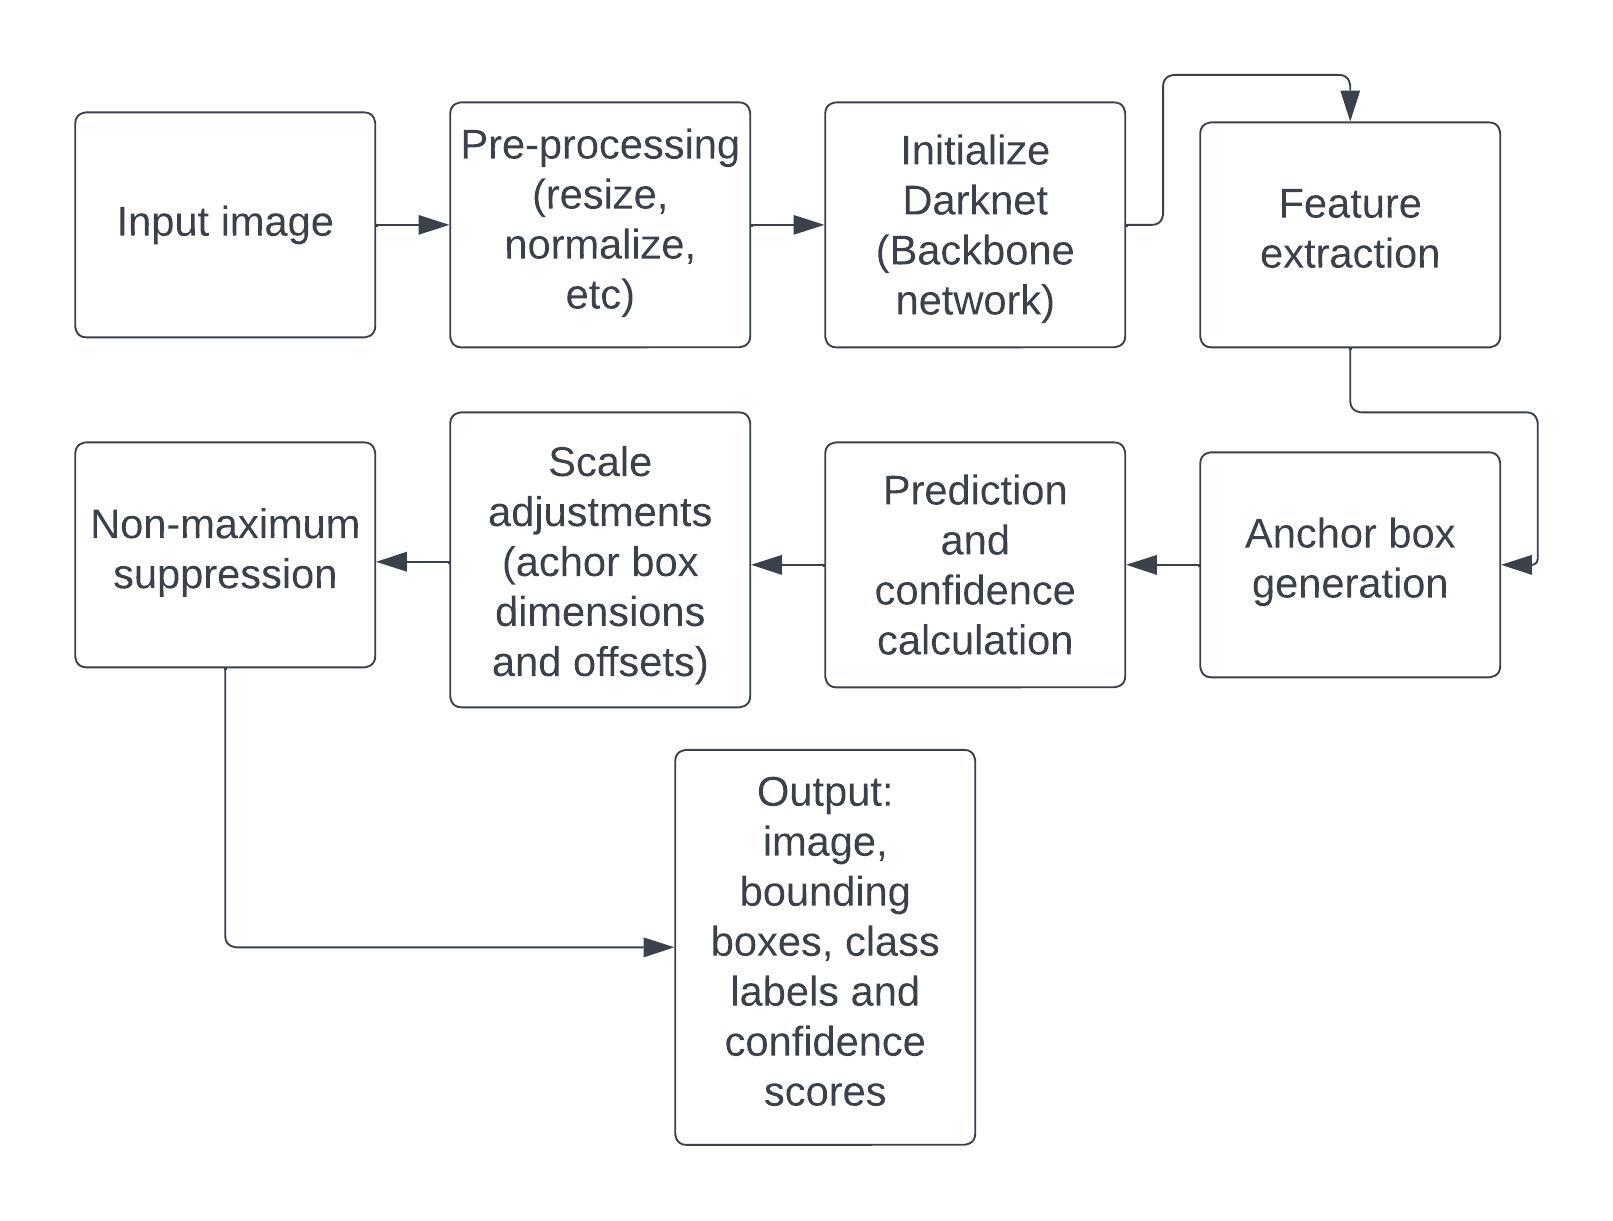 Input image
Pre-processing
(resize,
normalize,
etc)
Initialize
Darknet
(Backbone
network)
Feature
extraction
Anchor box
generation
Prediction
and
confidence
calculation
Scale
adjustments
(achor box
dimensions
and offsets)
Non-maximum
suppression
Output:
image,
bounding
boxes, class
labels and
confidence
scores